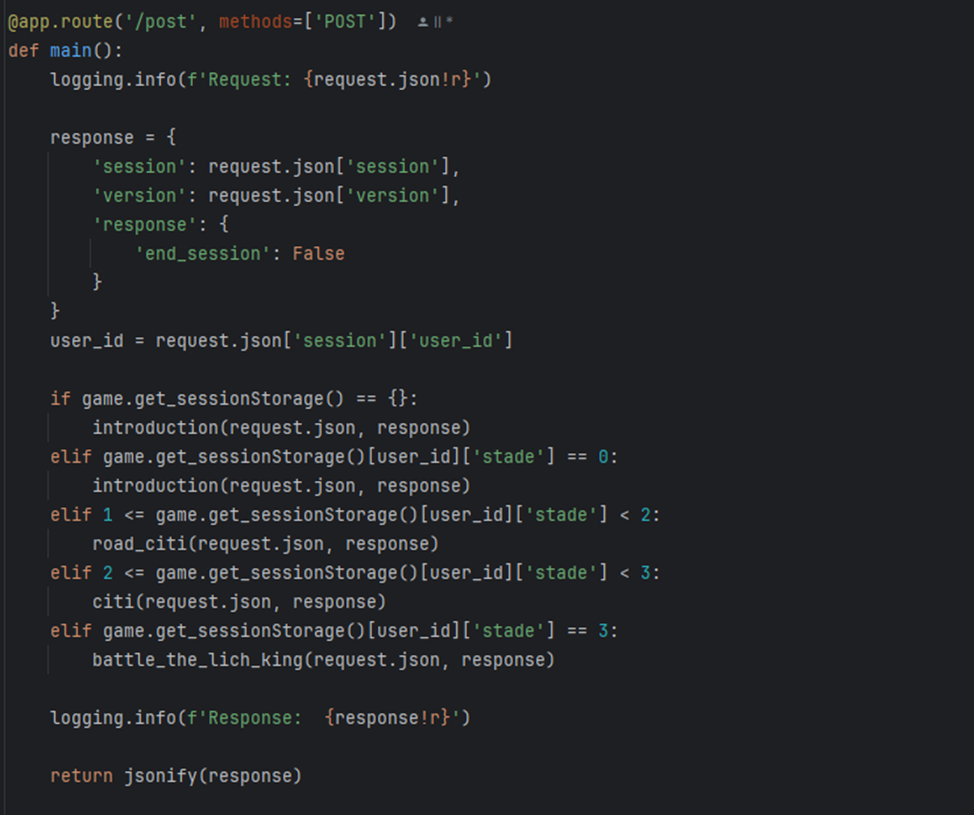 @app.route('/post', methods=['POST'])
def main():
    logging.info(f'Request: {request.json!r}')

    response = {
        'session': request.json['session'],
        'version': request.json['version'],
        'response': {
            'end_session': False
        }
    }
    user_id = request.json['session']['user_id']

    if game.get_sessionStorage() == {}:
        introduction(request.json, response)
    elif game.get_sessionStorage()[user_id]['stade'] == 0:
        introduction(request.json, response)
    elif 1 <= game.get_sessionStorage()[user_id]['stade'] < 2:
        road_citi(request.json, response)
    elif 2 <= game.get_sessionStorage()[user_id]['stade'] < 3:
        citi(request.json, response)
    elif game.get_sessionStorage()[user_id]['stade'] == 3:
        battle_the_lich_king(request.json, response)

    logging.info(f'Response:  {response!r}')

    return jsonify(response)